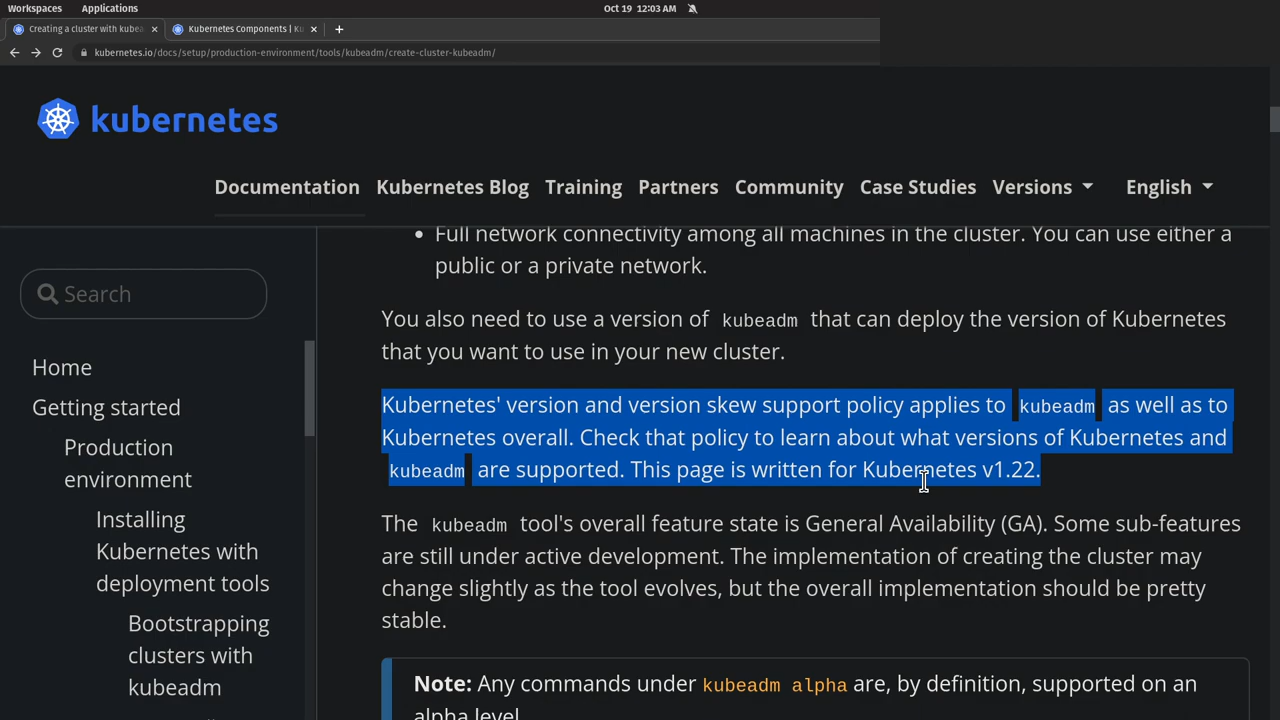 Workspaces Applications Oct 19 12:03 AM
Creating a cluster with kubea × Kubernetes Components | Ku × +
kubernetes.io/docs/setup/production-environment/tools/kubeadm/create-cluster-kubeadm/
kubernetes
Documentation Kubernetes Blog Training Partners Community Case Studies Versions English
Search
Home
Getting started
Production
environment
Installing
Kubernetes with
deployment tools
Bootstrapping
clusters with
kubeadm
• Full network connectivity among all machines in the cluster. You can use either a
public or a private network.
You also need to use a version of kubeadm that can deploy the version of Kubernetes
that you want to use in your new cluster.
Kubernetes' version and version skew support policy applies to kubeadm as well as to
Kubernetes overall. Check that policy to learn about what versions of Kubernetes and
kubeadm are supported. This page is written for Kubernetes v1.22.
The kubeadm tool's overall feature state is General Availability (GA). Some sub-features
are still under active development. The implementation of creating the cluster may
change slightly as the tool evolves, but the overall implementation should be pretty
stable.
Note: Any commands under kubeadm alpha are, by definition, supported on an
alpha level.